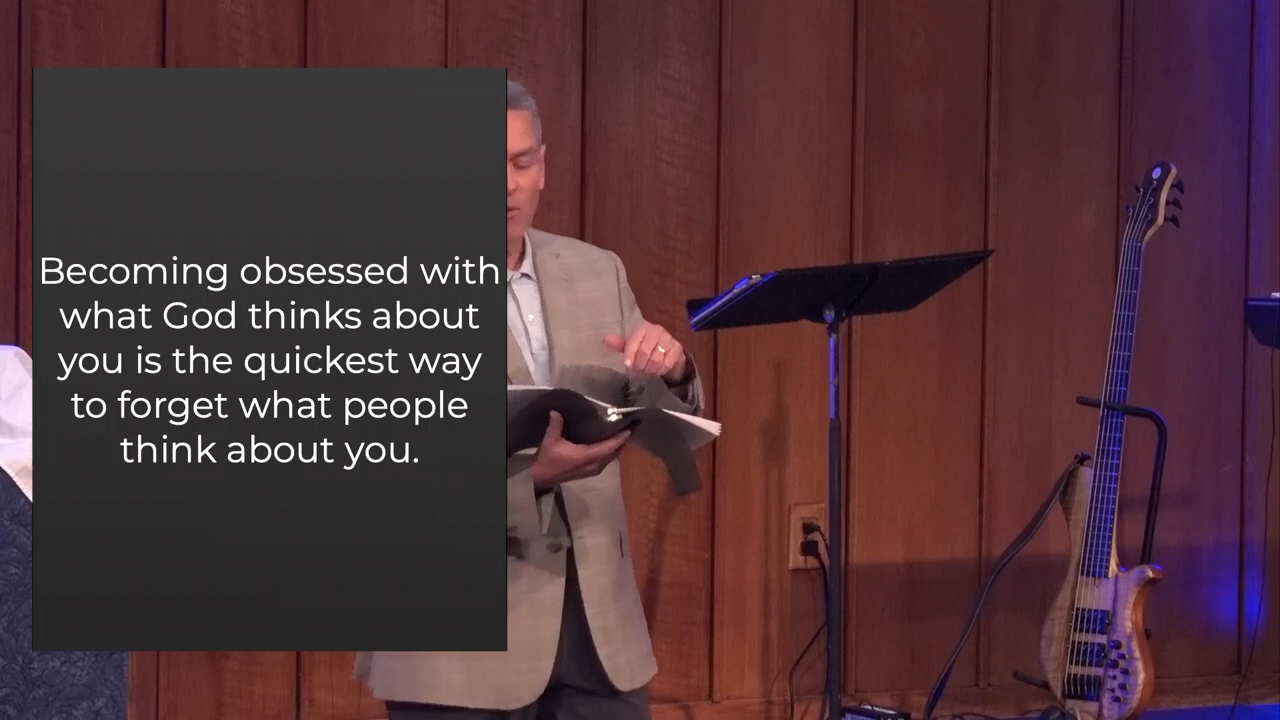 Becoming obsessed with
what God thinks about
you is the quickest way
to forget what people
think about you.